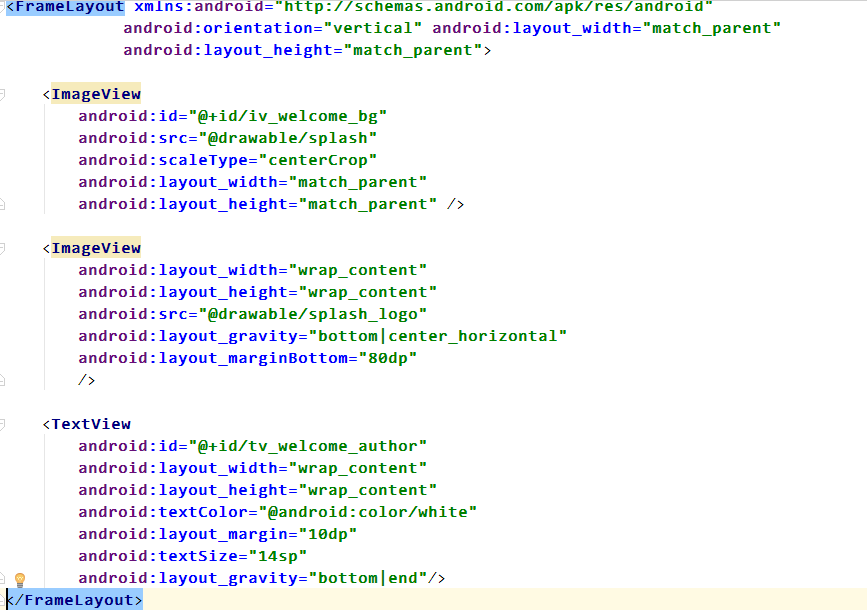 <FrameLayout xmlns:android="http://schemas.android.com/apk/res/android"
android:orientation="vertical" android:layout_width="match_parent"
android:layout_height="match_parent">
<ImageView
android:id="@+id/iv_welcome_bg"
android:src="@drawable/splash"
android:scaleType="centerCrop"
android:layout_width="match_parent"
android:layout_height="match_parent" />
<ImageView
android:layout_width="wrap_content"
android:layout_height="wrap_content"
android:src="@drawable/splash_logo"
android:layout_gravity="bottom|center_horizontal"
android:layout_marginBottom="80dp"
/>
<TextView
android:id="@+id/tv_welcome_author"
android:layout_width="wrap_content"
android:layout_height="wrap_content"
android:textColor="@android:color/white"
android:layout_margin="10dp"
android:textSize="14sp"
android:layout_gravity="bottom|end"/>
</FrameLayout>